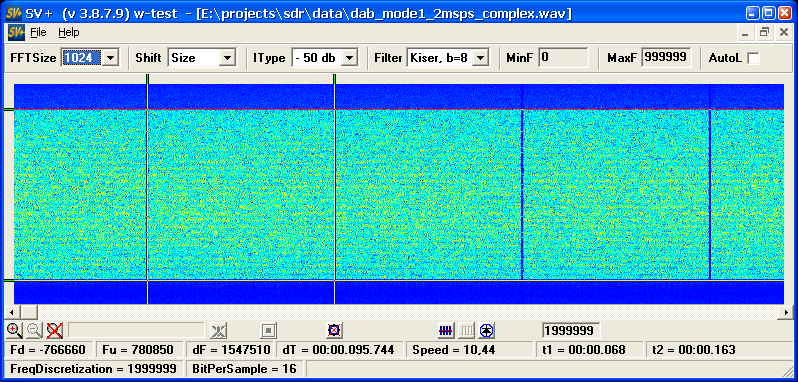 SV+ (v 3.8.7.9) w-test - [E:\projects\sdr\data\dab_mode1_2msps_complex.wav]
SV+ File Help
FFTSize 1024 Shift Size IType - 50 db Filter Kiser, b=8 MinF 0 MaxF 999999 AutoL
1999999
Fd = -766660 Fu = 780850 dF = 1547510 dT = 00:00.095.744 Speed = 10,44 t1 = 00:00.068 t2 = 00:00.163
FreqDiscretization = 1999999 BitPerSample = 16